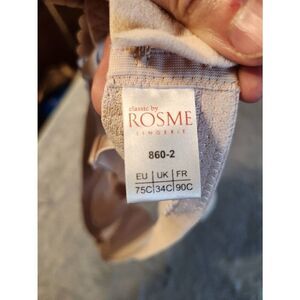 classic by
ROSME
LINGERIE
860-2
EU | UK | FR
75C | 34C | 90C